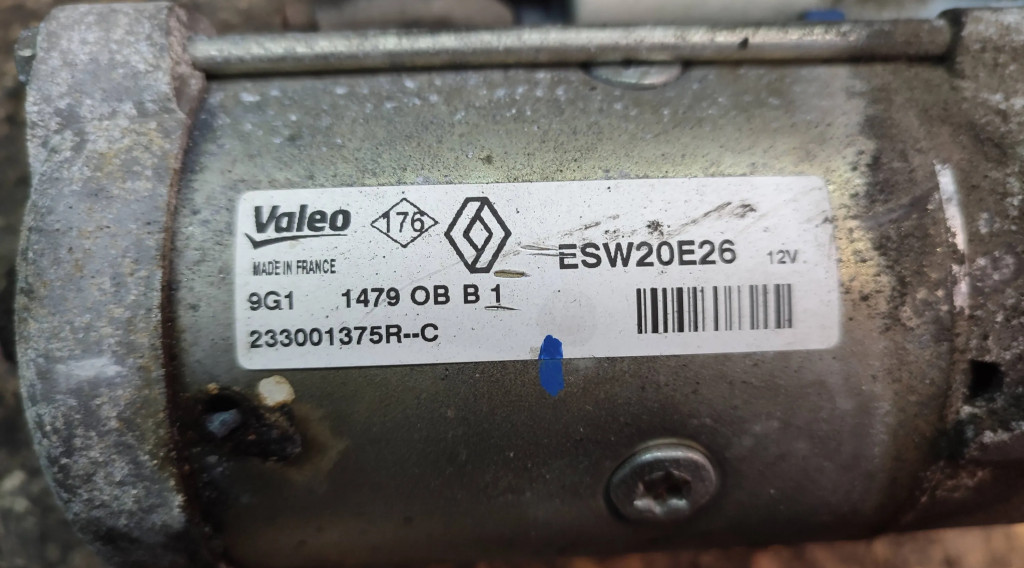 Valeo 176 ESW20E26 12V
MADE IN FRANCE
9G1 1479 OB B 1
233001375R--C